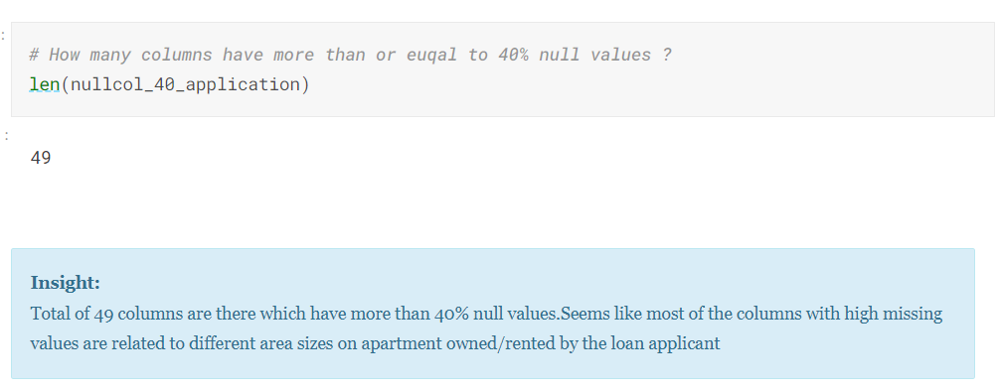 :
# How many columns have more than or euqal to 40% null values ?
len(nullcol_40_application)
:
49
Insight:
Total of 49 columns are there which have more than 40% null values.Seems like most of the columns with high missing
values are related to different area sizes on apartment owned/rented by the loan applicant